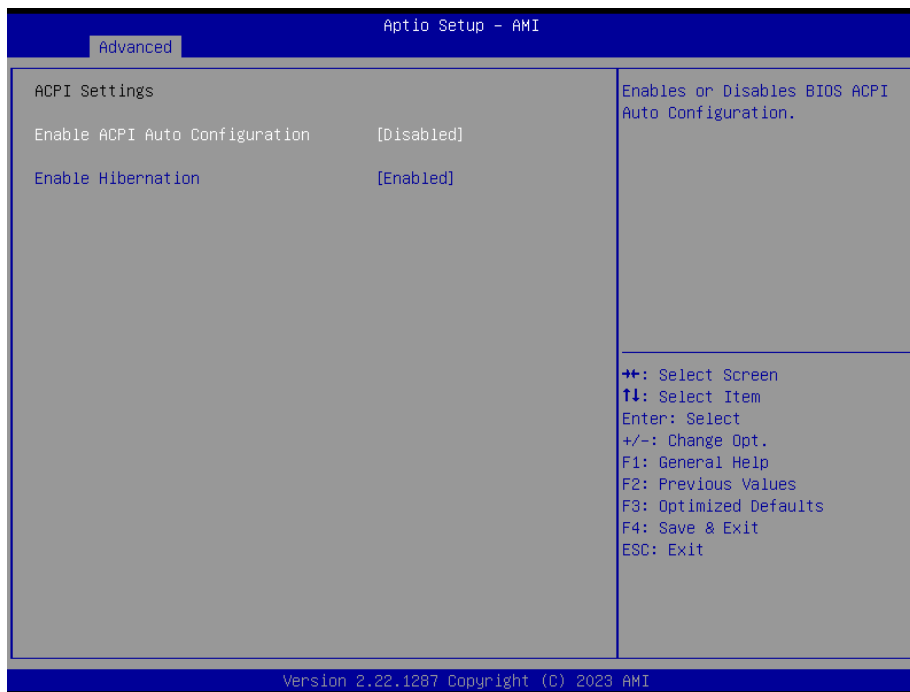 Aptio Setup – AMI
Advanced
ACPI Settings
Enable ACPI Auto Configuration [Disabled]
Enable Hibernation [Enabled]
Enables or Disables BIOS ACPI
Auto Configuration.
→←: Select Screen
↑↓: Select Item
Enter: Select
+/-: Change Opt.
F1: General Help
F2: Previous Values
F3: Optimized Defaults
F4: Save & Exit
ESC: Exit
Version 2.22.1287 Copyright (C) 2023 AMI